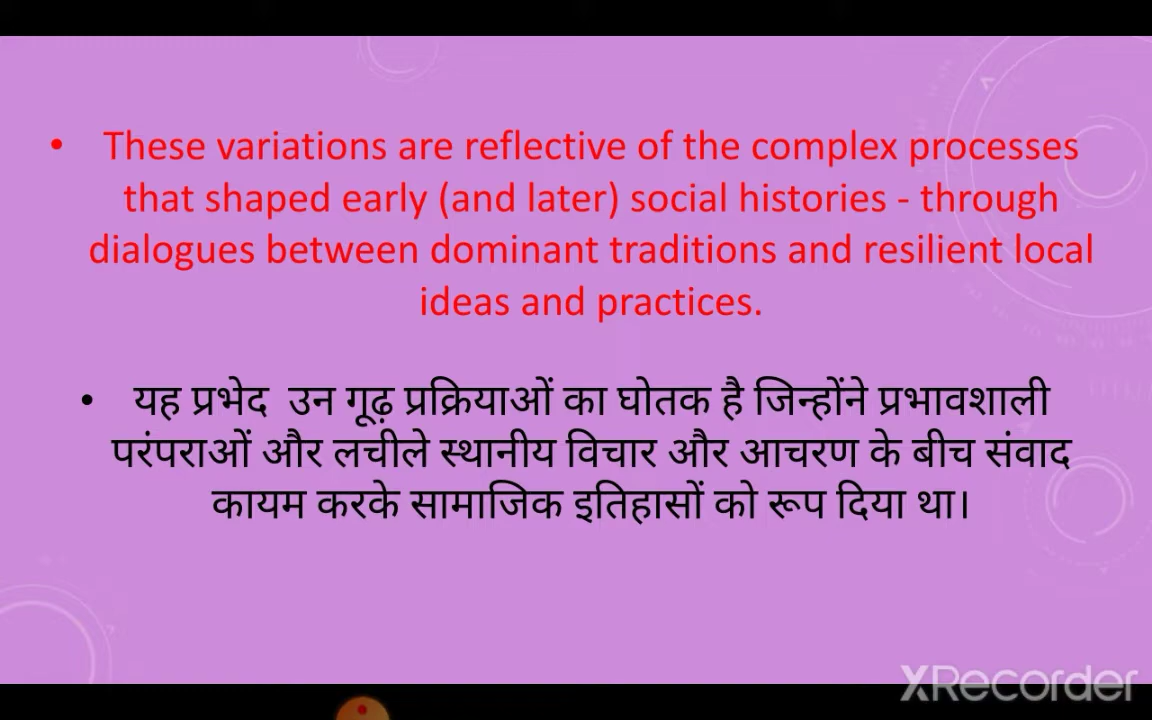 • These variations are reflective of the complex processes
that shaped early (and later) social histories - through
dialogues between dominant traditions and resilient local
ideas and practices.
• यह प्रभेद उन गूढ़ प्रक्रियाओं का घोतक है जिन्होंने प्रभावशाली
परंपराओं और लचीले स्थानीय विचार और आचरण के बीच संवाद
कायम करके सामाजिक इतिहासों को रूप दिया था।
XRecorder